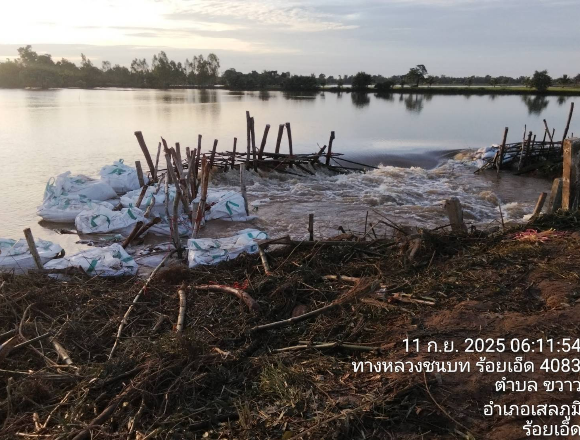 11 ก.ย. 2025 06:11:54
ทางหลวงชนบท ร้อยเอ็ด 4083
ตำบล ขวาว
อำเภอเสลภูมิ
ร้อยเอ็ด